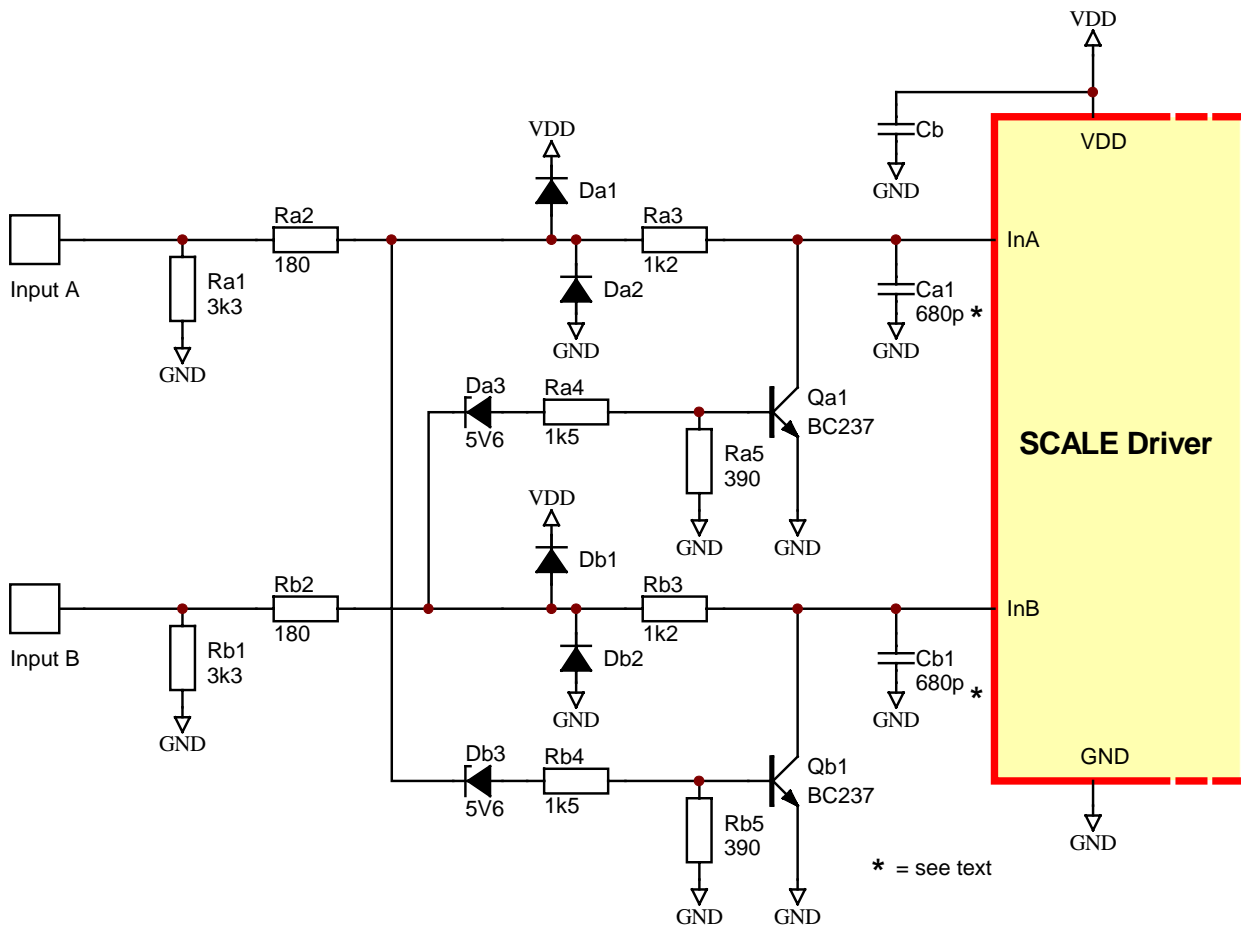 VDD
Cb
GND
VDD
VDD
Da1
Ra2
180
Ra3
1k2
InA
Input A
Ra1
3k3
GND
Da2
GND
Ca1
680p *
GND
Da3
5V6
Ra4
1k5
Qa1
BC237
Ra5
390
GND
GND
SCALE Driver
VDD
Db1
Rb2
180
Rb3
1k2
InB
Input B
Rb1
3k3
GND
Db2
GND
Cb1
680p *
GND
Db3
5V6
Rb4
1k5
Qb1
BC237
Rb5
390
GND
GND
GND
GND
* = see text